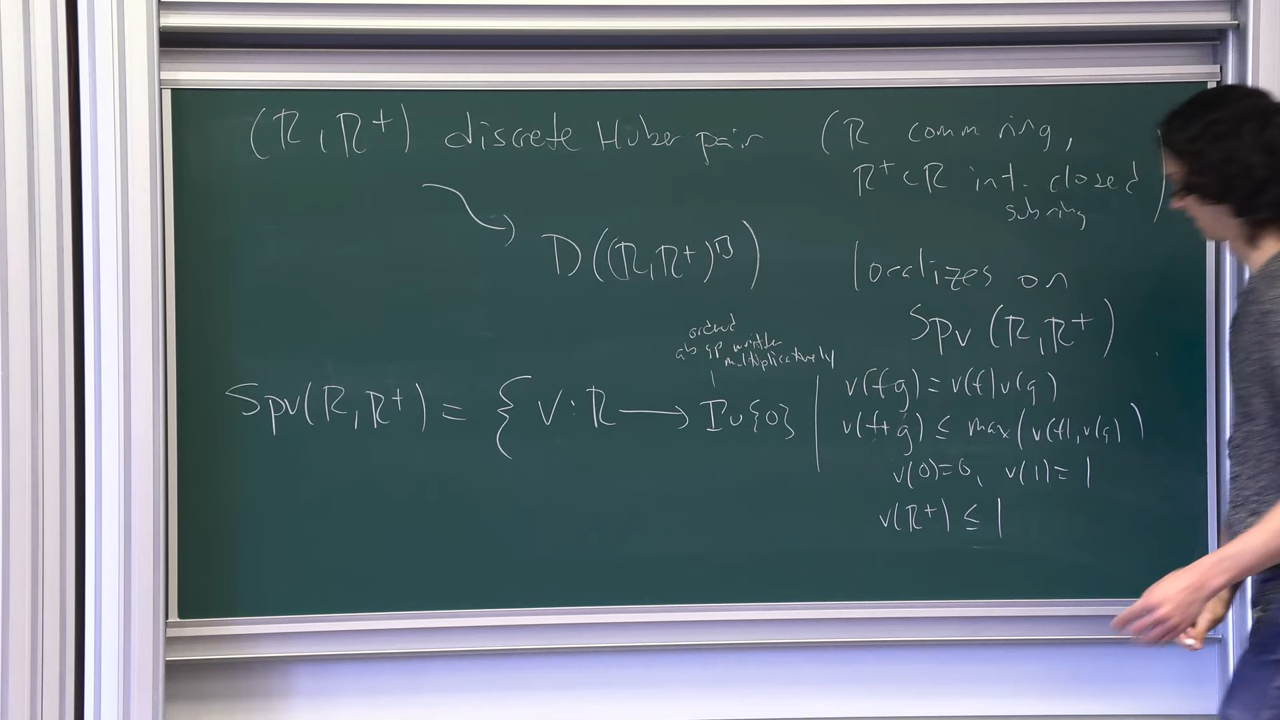 (R, R⁺) discrete Huber pair (R comm ring,
R⁺ ⊂ R int. closed
subring)
D((R,R⁺)^□) localizes on
Spv(R,R⁺)
ordered
ab gp written
multiplicatively
Spv(R,R⁺) = { v: R ⟶ Γ∪{0} | v(fg) = v(f)v(g)
v(f+g) ≤ max(v(f),v(g))
v(0)=0, v(1)=1
v(R⁺) ≤ 1